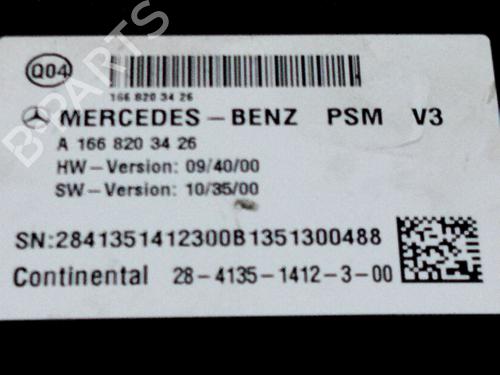 Q04
166 820 34 26
MERCEDES-BENZ PSM V3
A 166 820 34 26
HW-Version: 09/40/00
SW-Version: 10/35/00
SN:2841351412300B1351300488
Continental 28-4135-1412-3-00
B-PARTS